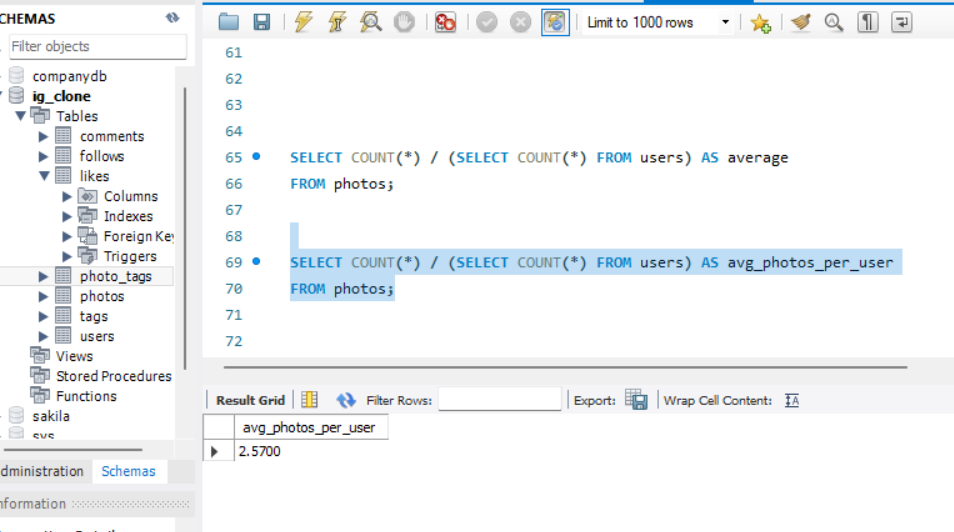 SCHEMAS
Filter objects
companydb
ig_clone
Tables
comments
follows
likes
Columns
Indexes
Foreign Key
Triggers
photo_tags
photos
tags
users
Views
Stored Procedures
Functions
sakila
sys
dministration Schemas
nformation
Limit to 1000 rows
61
62
63
64
65 SELECT COUNT(*) / (SELECT COUNT(*) FROM users) AS average
66 FROM photos;
67
68
69 SELECT COUNT(*) / (SELECT COUNT(*) FROM users) AS avg_photos_per_user
70 FROM photos;
71
72
Result Grid Filter Rows: Export: Wrap Cell Content:
avg_photos_per_user
2.5700